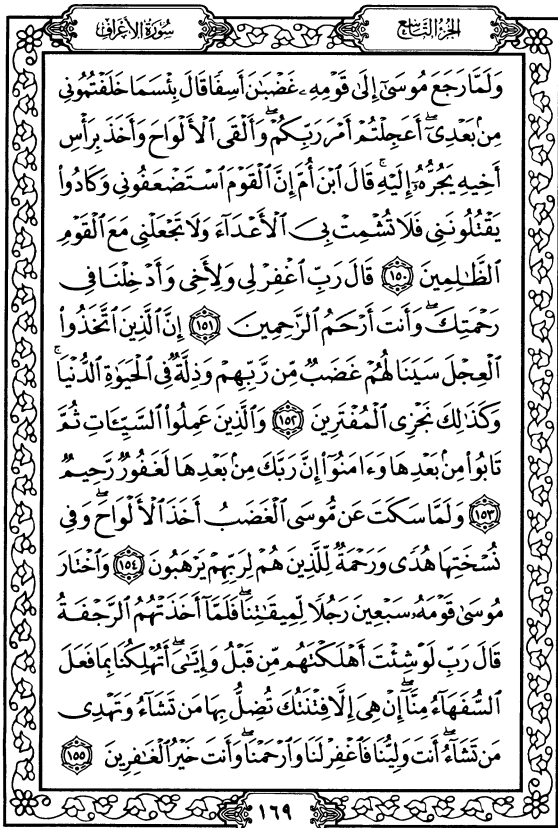 الجزء التاسع
سورة الأعراف
وَلَمَّا رَجَعَ مُوسَىٰٓ إِلَىٰ قَوْمِهِۦ غَضْبَٰنَ أَسِفًا قَالَ بِئْسَمَا خَلَفْتُمُونِي
مِنۢ بَعْدِيٓ ۖ أَعَجِلْتُمْ أَمْرَ رَبِّكُمْ ۖ وَأَلْقَى ٱلْأَلْوَاحَ وَأَخَذَ بِرَأْسِ
أَخِيهِ يَجُرُّهُۥٓ إِلَيْهِ ۚ قَالَ ٱبْنَ أُمَّ إِنَّ ٱلْقَوْمَ ٱسْتَضْعَفُونِي وَكَادُوا۟
يَقْتُلُونَنِي فَلَا تُشْمِتْ بِيَ ٱلْأَعْدَآءَ وَلَا تَجْعَلْنِي مَعَ ٱلْقَوْمِ
ٱلظَّٰلِمِينَ ١٥٠ قَالَ رَبِّ ٱغْفِرْ لِي وَلِأَخِي وَأَدْخِلْنَا فِي
رَحْمَتِكَ ۖ وَأَنتَ أَرْحَمُ ٱلرَّٰحِمِينَ ١٥١ إِنَّ ٱلَّذِينَ ٱتَّخَذُوا۟
ٱلْعِجْلَ سَيَنَالُهُمْ غَضَبٌ مِّن رَّبِّهِمْ وَذِلَّةٌ فِي ٱلْحَيَوٰةِ ٱلدُّنْيَا ۚ
وَكَذَٰلِكَ نَجْزِي ٱلْمُفْتَرِينَ ١٥٢ وَٱلَّذِينَ عَمِلُوا۟ ٱلسَّيِّـَٔاتِ ثُمَّ
تَابُوا۟ مِنۢ بَعْدِهَا وَءَامَنُوٓا۟ إِنَّ رَبَّكَ مِنۢ بَعْدِهَا لَغَفُورٌ رَّحِيمٌ
١٥٣ وَلَمَّا سَكَتَ عَن مُّوسَى ٱلْغَضَبُ أَخَذَ ٱلْأَلْوَاحَ ۖ وَفِي
نُسْخَتِهَا هُدًى وَرَحْمَةٌ لِّلَّذِينَ هُمْ لِرَبِّهِمْ يَرْهَبُونَ ١٥٤ وَٱخْتَارَ
مُوسَىٰ قَوْمَهُۥ سَبْعِينَ رَجُلًا لِّمِيقَٰتِنَا ۖ فَلَمَّآ أَخَذَتْهُمُ ٱلرَّجْفَةُ
قَالَ رَبِّ لَوْ شِئْتَ أَهْلَكْتَهُم مِّن قَبْلُ وَإِيَّٰيَ ۖ أَتُهْلِكُنَا بِمَا فَعَلَ
ٱلسُّفَهَآءُ مِنَّآ ۖ إِنْ هِيَ إِلَّا فِتْنَتُكَ تُضِلُّ بِهَا مَن تَشَآءُ وَتَهْدِي
مَن تَشَآءُ ۖ أَنتَ وَلِيُّنَا فَٱغْفِرْ لَنَا وَٱرْحَمْنَا ۖ وَأَنتَ خَيْرُ ٱلْغَٰفِرِينَ ١٥٥
١٦٩